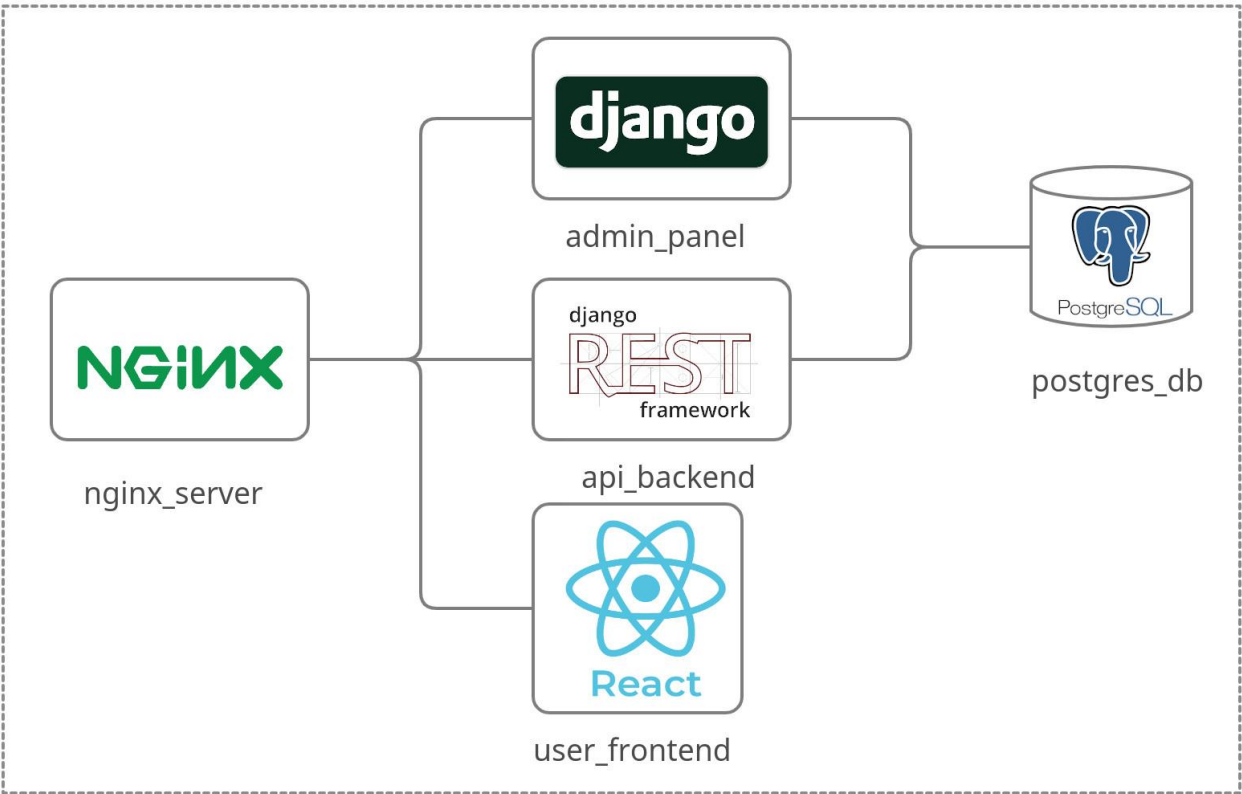 django
admin_panel
NGINX
nginx_server
django
REST
framework
api_backend
PostgreSQL
postgres_db
React
user_frontend